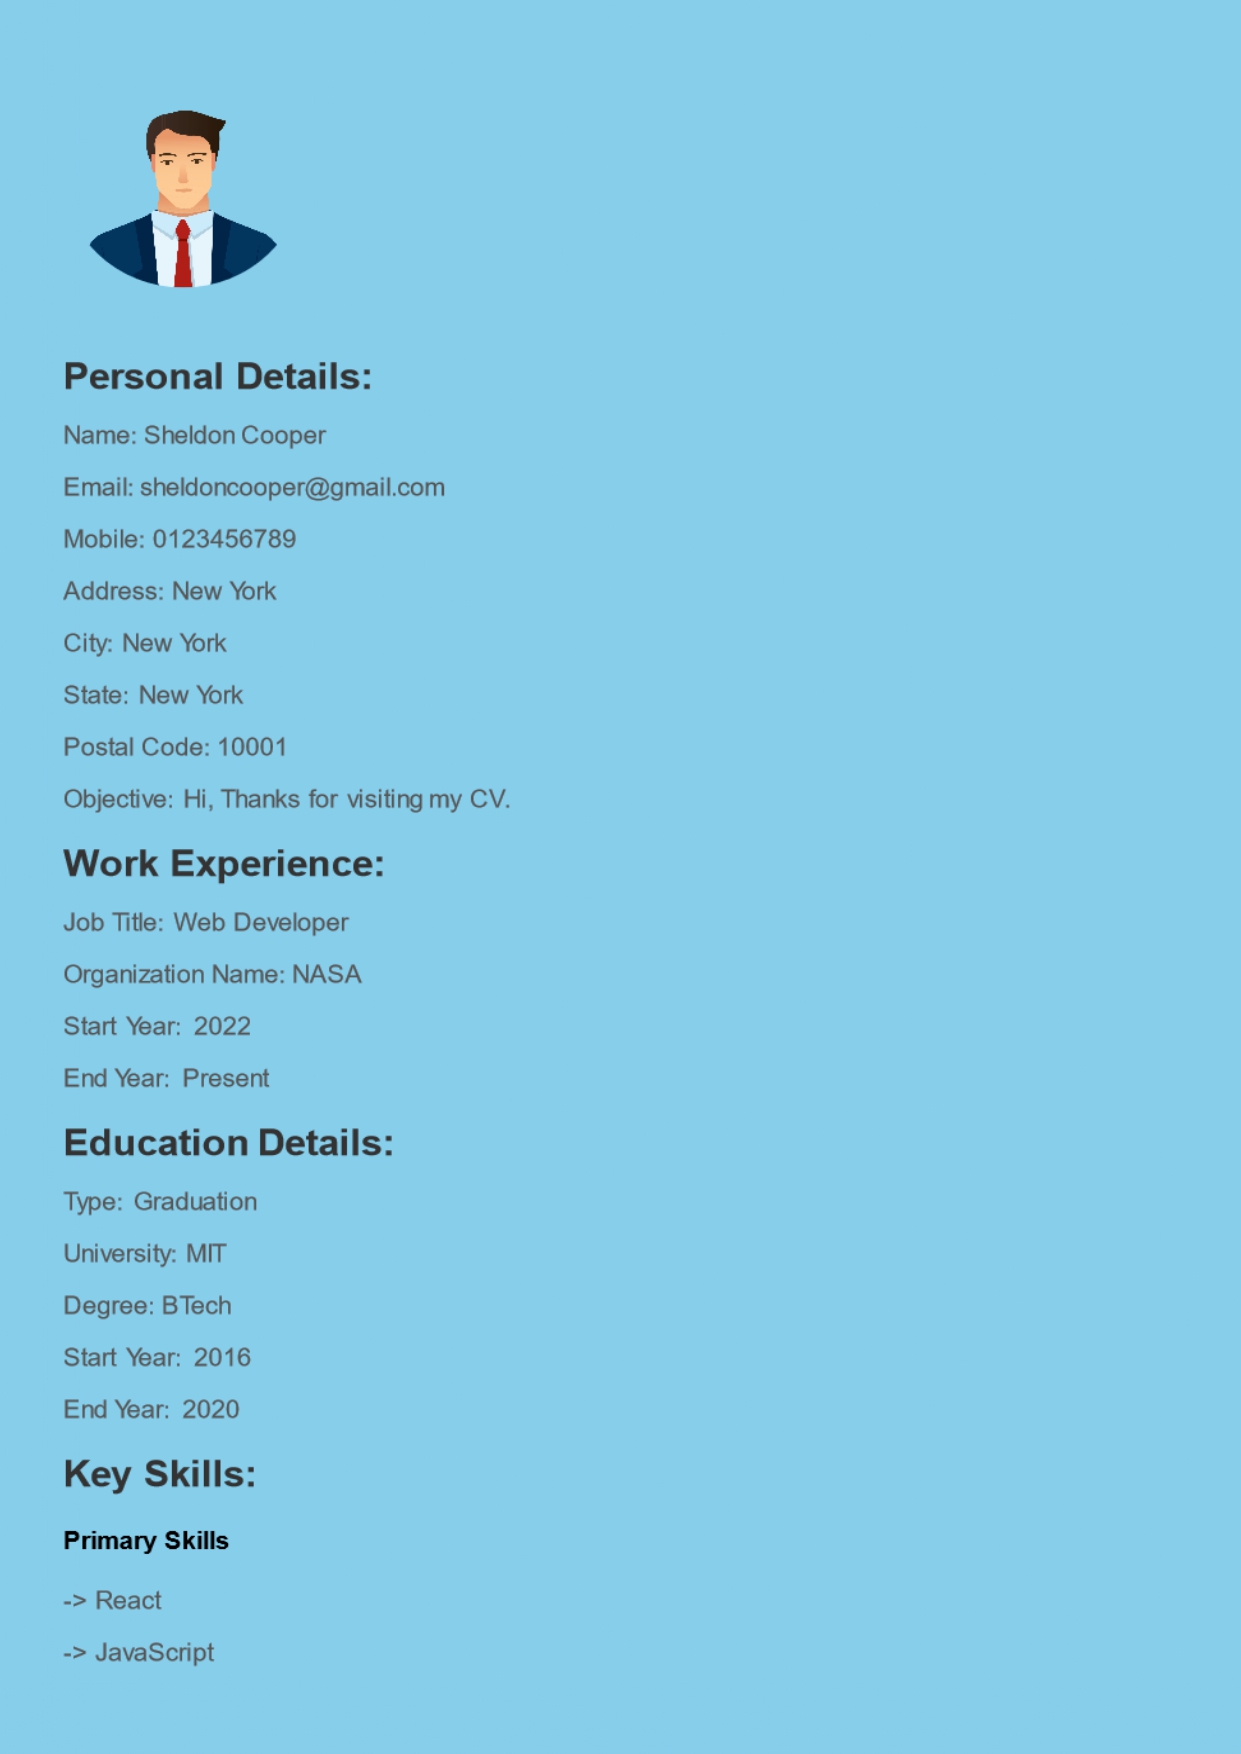 Personal Details:
Name: Sheldon Cooper
Email: sheldoncooper@gmail.com
Mobile: 0123456789
Address: New York
City: New York
State: New York
Postal Code: 10001
Objective: Hi, Thanks for visiting my CV.
Work Experience:
Job Title: Web Developer
Organization Name: NASA
Start Year: 2022
End Year: Present
Education Details:
Type: Graduation
University: MIT
Degree: BTech
Start Year: 2016
End Year: 2020
Key Skills:
Primary Skills
-> React
-> JavaScript